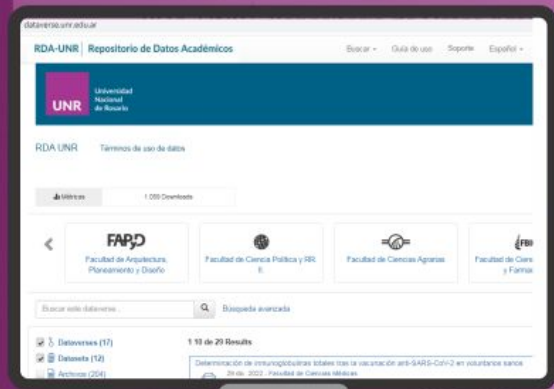 dataverse.unr.edu.ar
RDA-UNR Repositorio de Datos Académicos Buscar Guía de uso Soporte Español
UNR Universidad Nacional de Rosario
RDA UNR Términos de uso de datos
Métricas 1.050 Downloads
FAPyD
Facultad de Arquitectura, Planeamiento y Diseño
Facultad de Ciencia Política y RR. II.
Facultad de Ciencias Agrarias
FBI
Facultad de Cien
y Farmac
Buscar este dataverse... Búsqueda avanzada
Dataverses (17) 1 10 de 29 Results
Datasets (12) Determinación de inmunoglobulinas totales tras la vacunación anti-SARS-CoV-2 en voluntarios sanos
Archivos (204) 2022 - Facultad de Ciencias Médicas